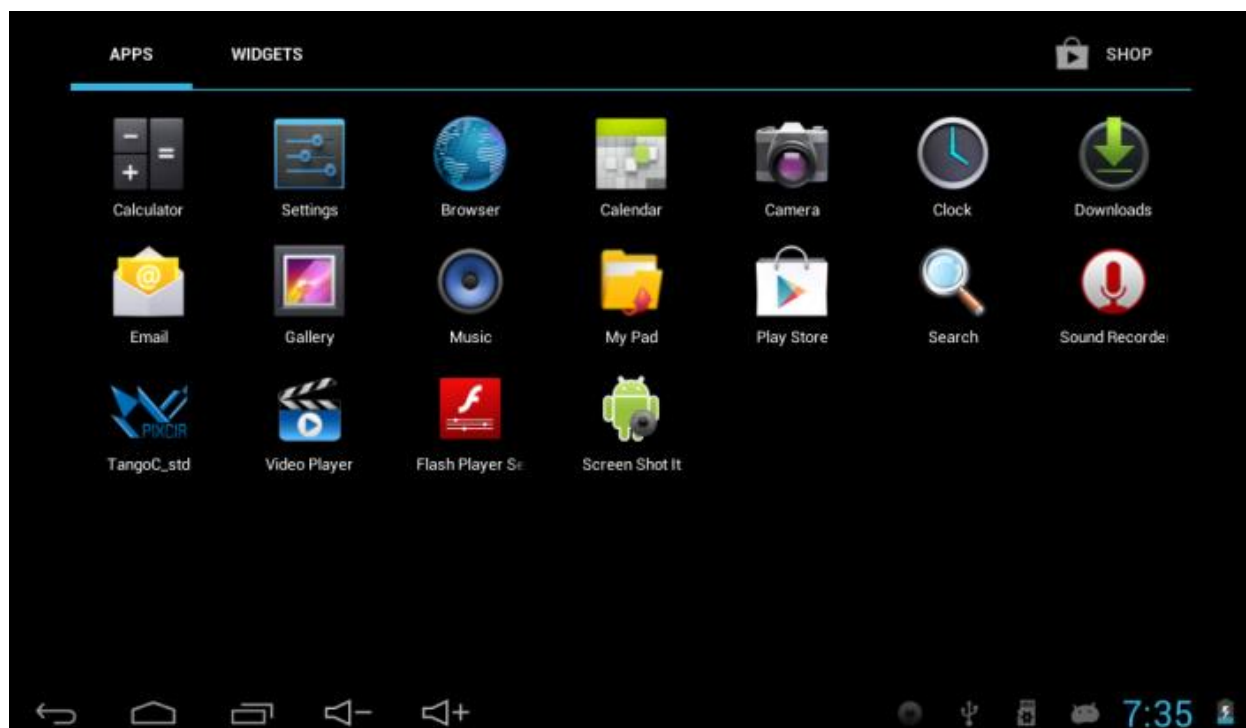 APPS WIDGETS SHOP
Calculator Settings Browser Calendar Camera Clock Downloads
Email Gallery Music My Pad Play Store Search Sound Recorder
PIXCIR
TangoC_std Video Player Flash Player Se Screen Shot It
7:35